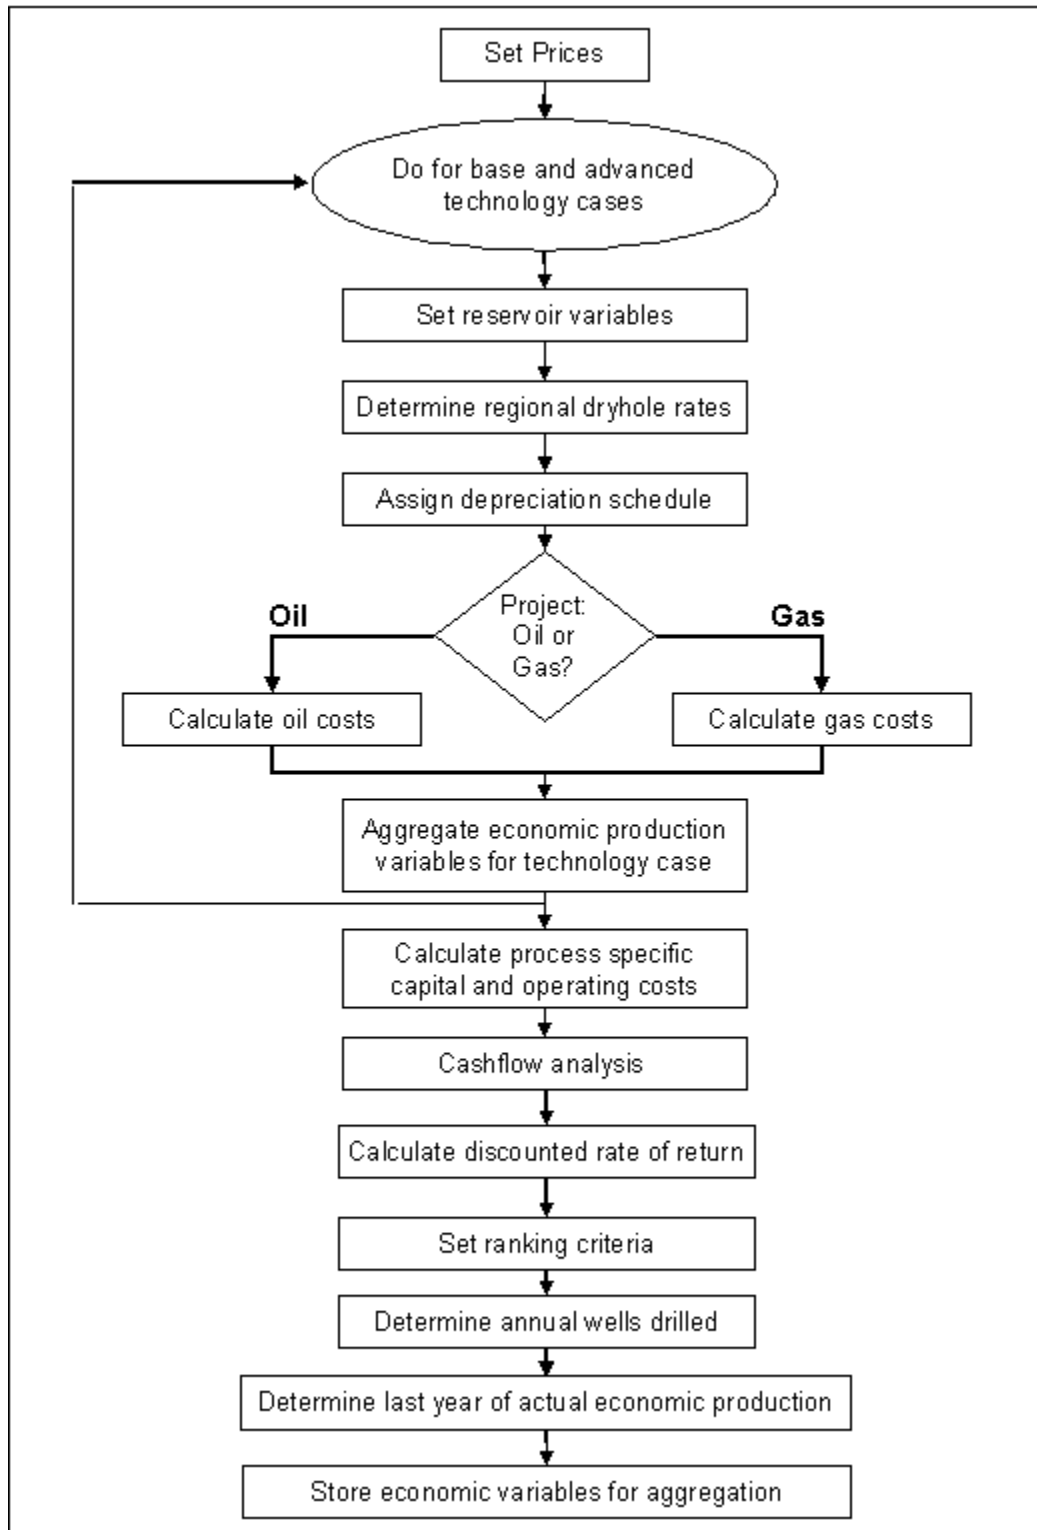 Set Prices
Do for base and advanced
technology cases
Set reservoir variables
Determine regional dryhole rates
Assign depreciation schedule
Project:
Oil or
Gas?
Oil
Gas
Calculate oil costs
Calculate gas costs
Aggregate economic production
variables for technology case
Calculate process specific
capital and operating costs
Cashflow analysis
Calculate discounted rate of return
Set ranking criteria
Determine annual wells drilled
Determine last year of actual economic production
Store economic variables for aggregation